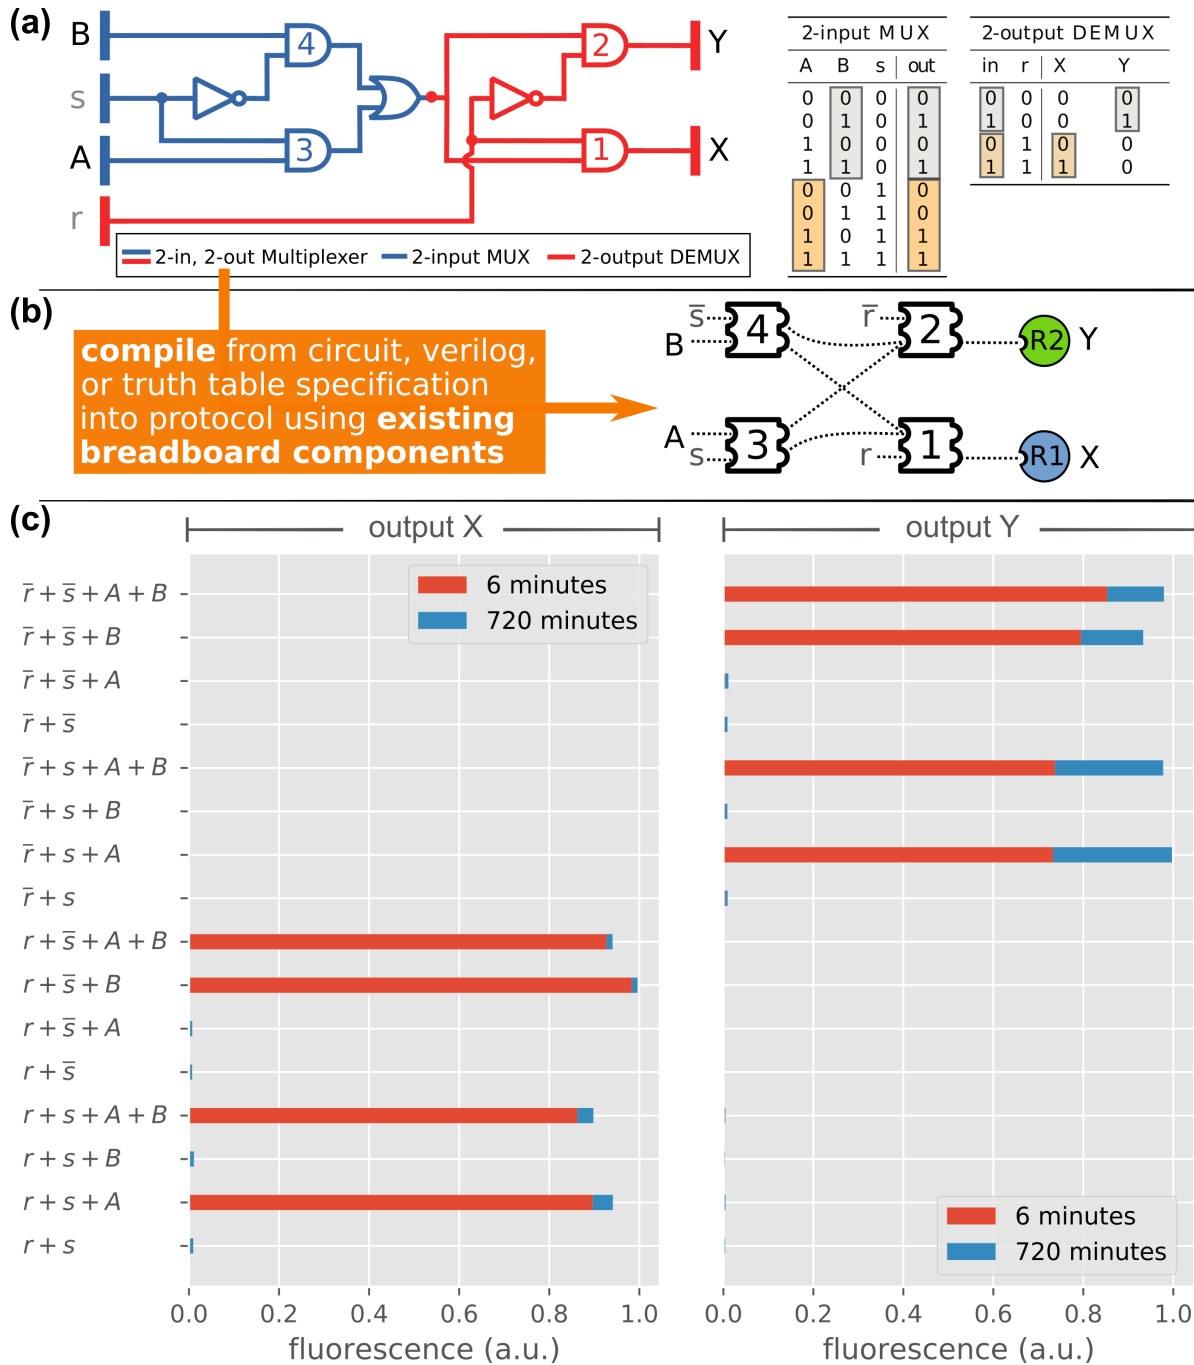 (a)
B
s
A
r
4
3
2
1
Y
X
2-in, 2-out Multiplexer 2-input MUX 2-output DEMUX
2-input MUX
A B s out
0 0 0 0
0 1 0 1
1 0 0 0
1 1 0 1
0 0 1 0
0 1 1 0
1 0 1 1
1 1 1 1
2-output DEMUX
in r X Y
0 0 0 0
1 0 0 1
0 1 0 0
1 1 1 0
(b)
compile from circuit, verilog,
or truth table specification
into protocol using existing
breadboard components
s̅ 4 r̅ 2 R2 Y
B
A 3 1 R1 X
s r
(c)
output X
output Y
6 minutes
720 minutes
r̅ + s̅ + A + B
r̅ + s̅ + B
r̅ + s̅ + A
r̅ + s̅
r̅ + s + A + B
r̅ + s + B
r̅ + s + A
r̅ + s
r + s̅ + A + B
r + s̅ + B
r + s̅ + A
r + s̅
r + s + A + B
r + s + B
r + s + A
r + s
6 minutes
720 minutes
0.0 0.2 0.4 0.6 0.8 1.0
fluorescence (a.u.)
0.0 0.2 0.4 0.6 0.8 1.0
fluorescence (a.u.)